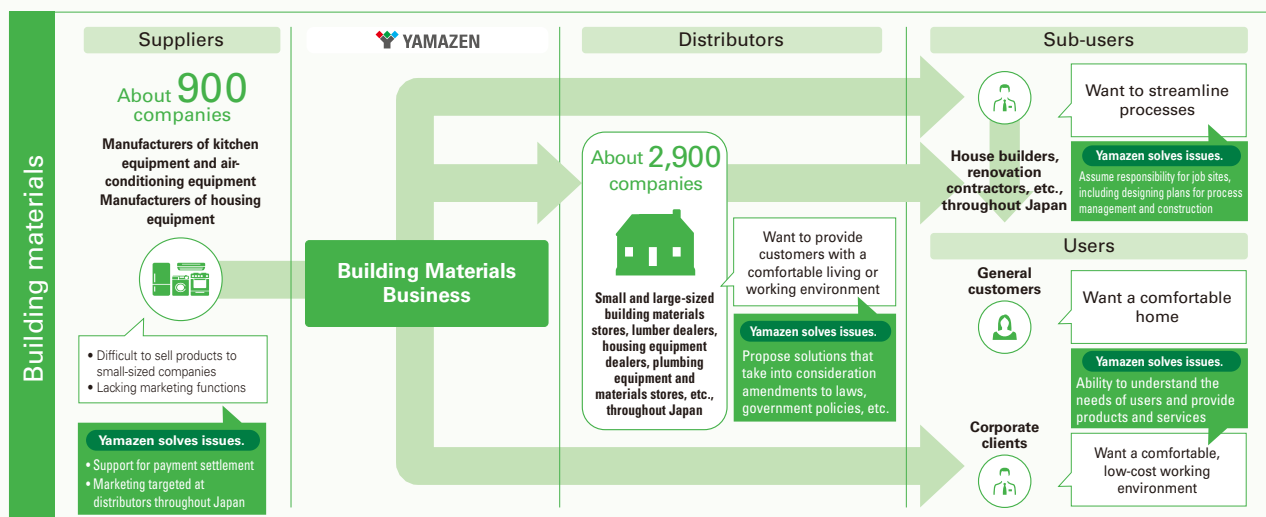 Building materials
Suppliers
About 900
companies
Manufacturers of kitchen
equipment and air-
conditioning equipment
Manufacturers of housing
equipment
• Difficult to sell products to
small-sized companies
• Lacking marketing functions
Yamazen solves issues.
• Support for payment settlement
• Marketing targeted at
distributors throughout Japan
YAMAZEN
Building Materials
Business
Distributors
About 2,900
companies
Small and large-sized
building materials
stores, lumber dealers,
housing equipment
dealers, plumbing
equipment and
materials stores, etc.,
throughout Japan
Want to provide
customers with a
comfortable living or
working environment
Yamazen solves issues.
Propose solutions that
take into consideration
amendments to laws,
government policies, etc.
Sub-users
House builders,
renovation
contractors, etc.,
throughout Japan
Want to streamline
processes
Yamazen solves issues.
Assume responsibility for job sites,
including designing plans for process
management and construction
Users
General
customers
Want a comfortable
home
Yamazen solves issues.
Ability to understand the
needs of users and provide
products and services
Corporate
clients
Want a comfortable,
low-cost working
environment